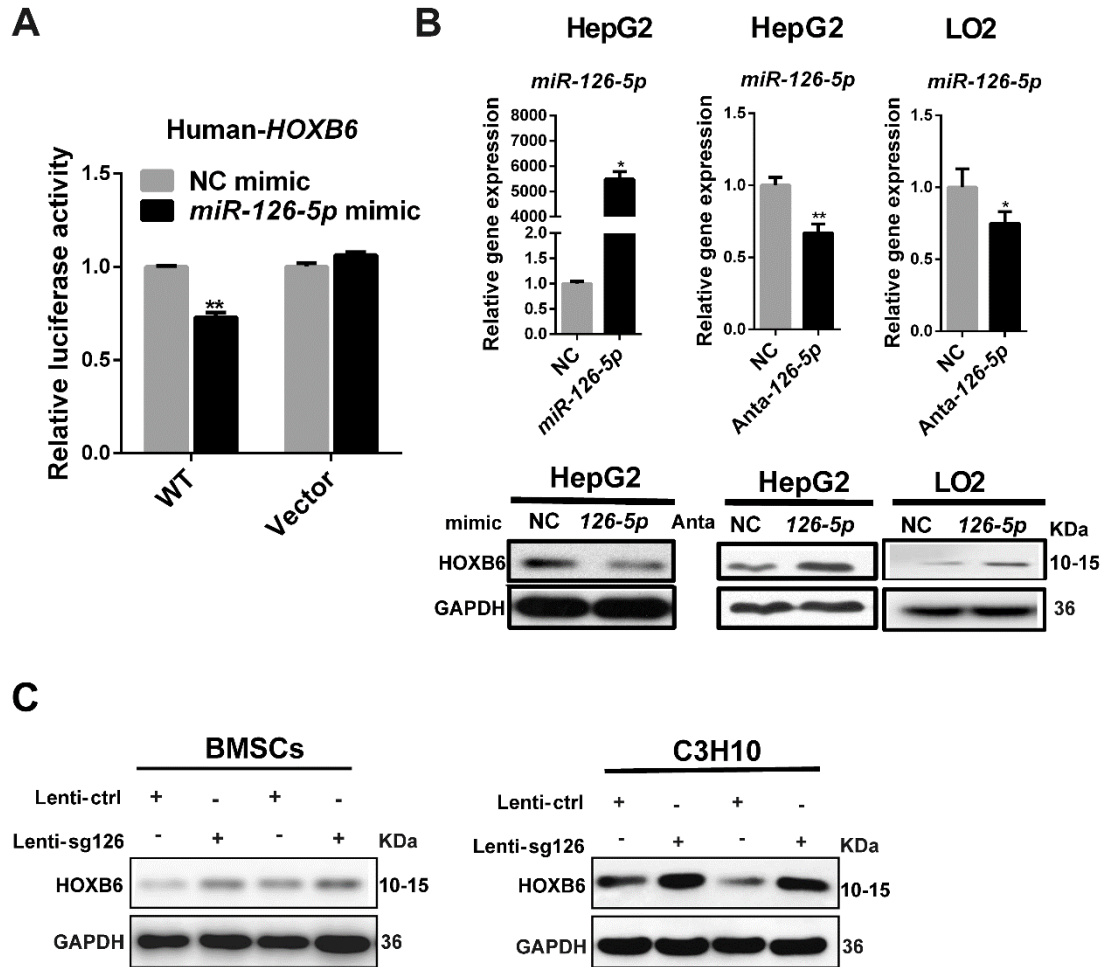 A
Human-HOXB6
NC mimic
miR-126-5p mimic
Relative luciferase activity
1.5
1.0
0.5
0.0
**
WT
Vector
B
HepG2
HepG2
LO2
miR-126-5p
Relative gene expression
8000
7000
6000
5000
4000
2.0
1.5
1.0
0.5
0.0
*
NC
miR-126-5p
miR-126-5p
Relative gene expression
1.5
1.0
0.5
0.0
**
NC
Anta-126-5p
miR-126-5p
Relative gene expression
1.5
1.0
0.5
0.0
*
NC
Anta-126-5p
HepG2
HepG2
LO2
mimic NC 126-5p Anta NC 126-5p NC 126-5p KDa
HOXB6 10-15
GAPDH 36
C
BMSCs
Lenti-ctrl + - + -
Lenti-sg126 - + - + KDa
HOXB6 10-15
GAPDH 36
C3H10
Lenti-ctrl + - + -
Lenti-sg126 - + - + KDa
HOXB6 10-15
GAPDH 36